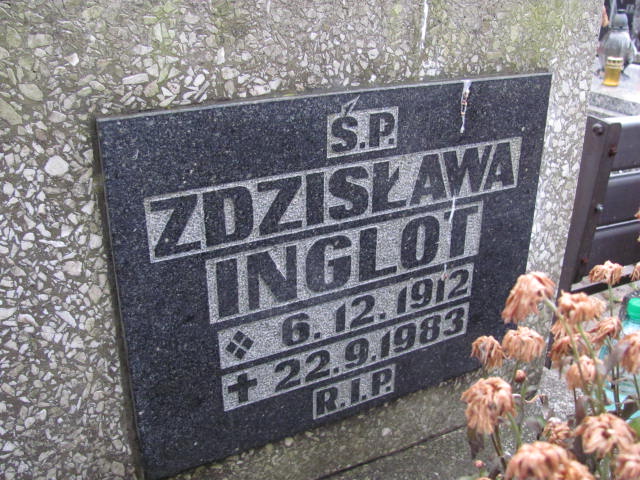 Ś.P.
ZDZISŁAWA
INGLOT
6.12.1912
✝ 22.9.1983
R.I.P.